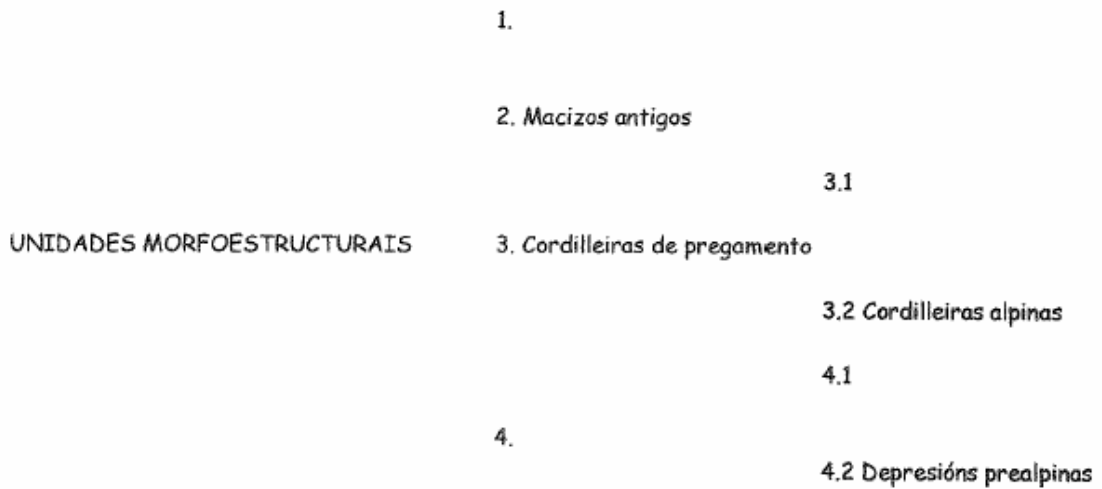 1.
2. Macizos antigos
3.1
UNIDADES MORFOESTRUCTURAIS
3. Cordilleiras de pregamento
3.2 Cordilleiras alpinas
4.1
4.
4.2 Depresións prealpinas